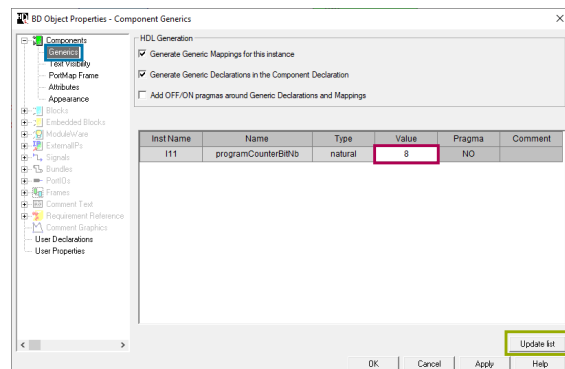 BD Object Properties - Component Generics
Components
Generics
Text Visibility
PortMap Frame
Attributes
Appearance
Blocks
Embedded Blocks
ModuleWare
ExternalIPs
Signals
Bundles
PortIOs
Frames
Comment Text
Requirement Reference
Comment Graphics
User Declarations
User Properties
HDL Generation
Generate Generic Mappings for this instance
Generate Generic Declarations in the Component Declaration
Add OFF/ON pragmas around Generic Declarations and Mappings
Inst Name Name Type Value Pragma Comment
I11 programCounterBitNb natural 8 NO
Update list
OK Cancel Apply Help